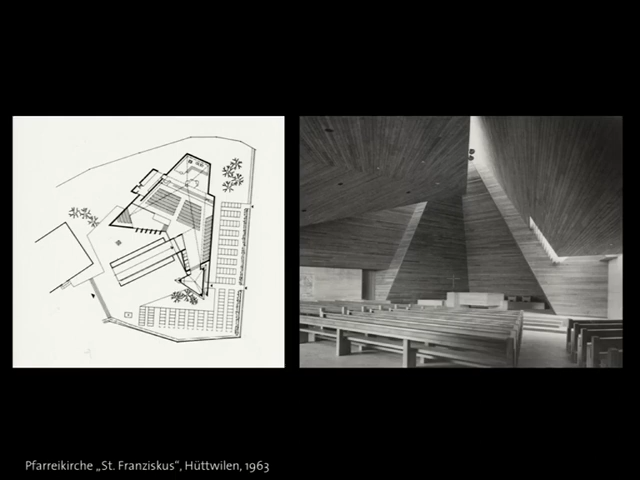 Pfarreikirche „St. Franziskus“, Hüttwilen, 1963